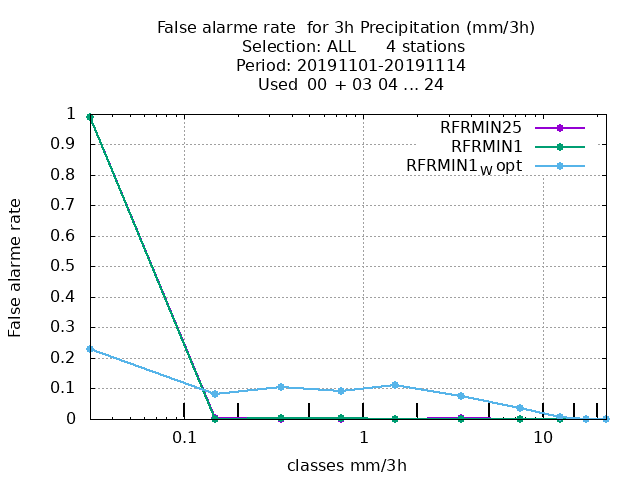 False alarme rate  for 3h Precipitation (mm/3h)
Selection: ALL      4 stations
Period: 20191101-20191114
Used  00  + 03 04 ... 24
RFRMIN25
RFRMIN1
RFRMIN1W opt
1
0.9
0.8
0.7
0.6
0.5
0.4
0.3
0.2
0.1
0
False alarme rate
0.1
1
10
classes mm/3h